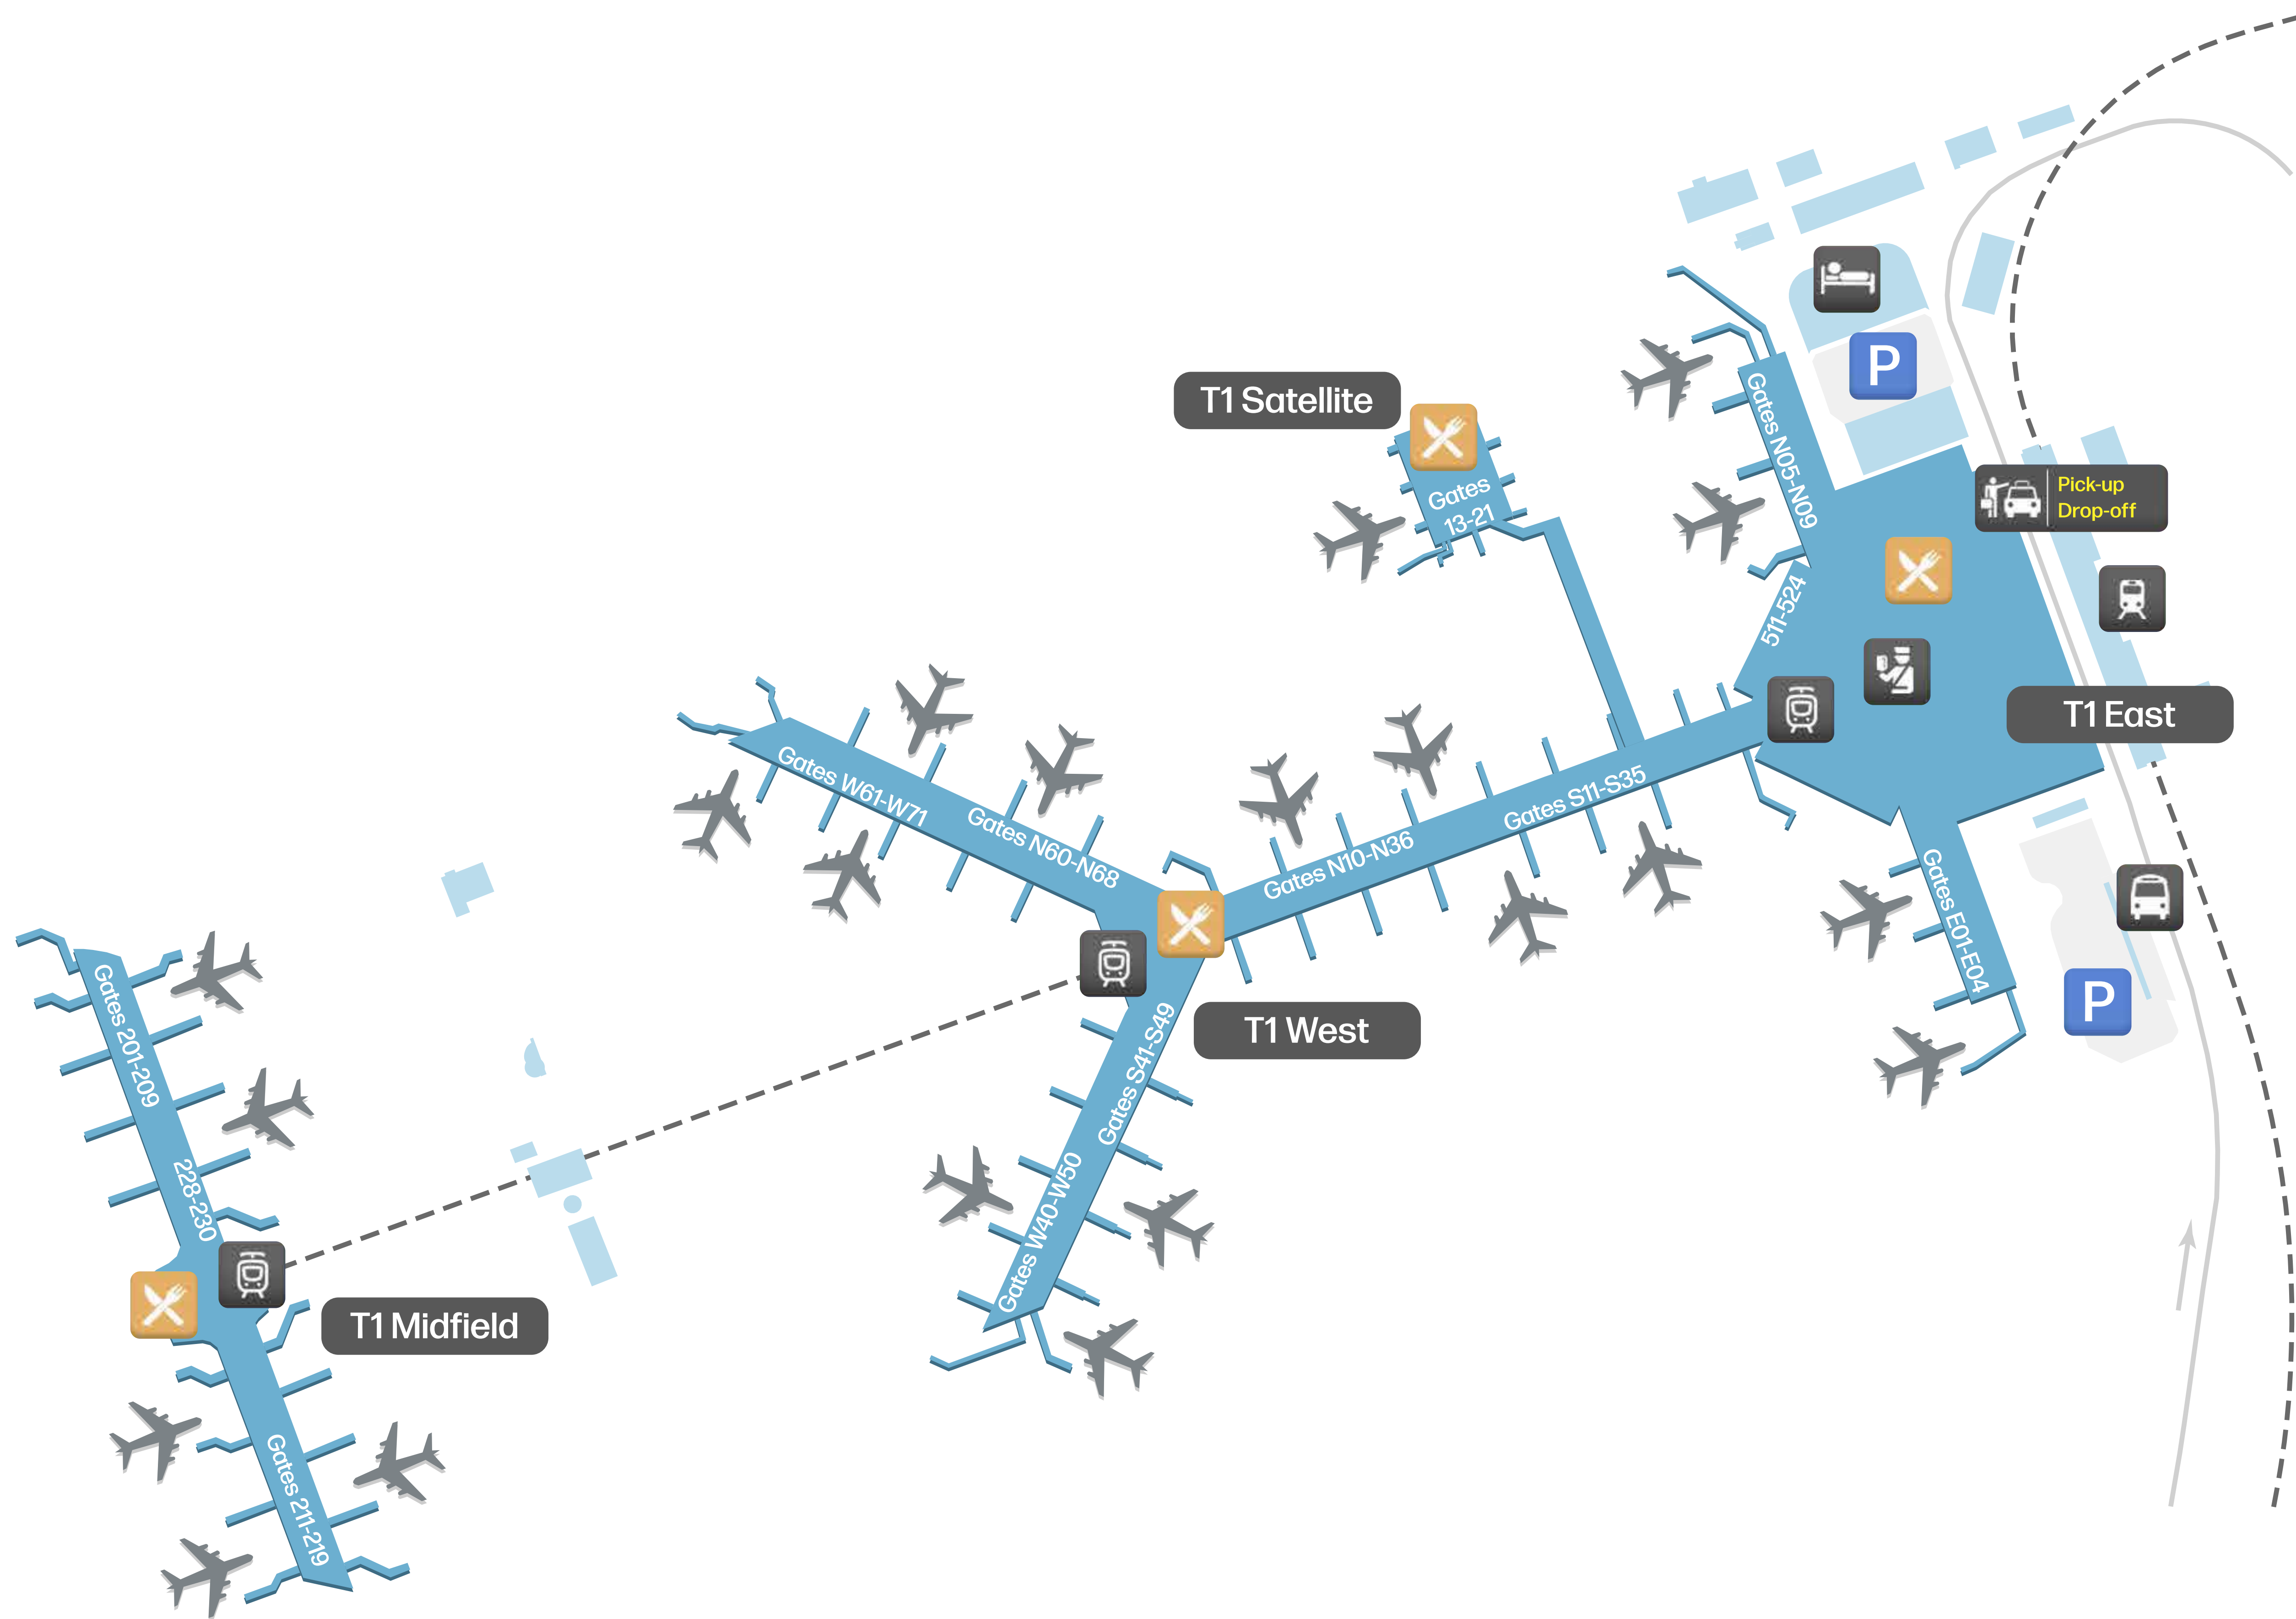 P
T1 Satellite
Gates N05-N09
Pick-up
Drop-off
Gates
13-21
511-524
T1 East
Gates W61-W71
Gates N60-N68
Gates S11-S35
Gates N10-N36
Gates E01-E04
P
Gates 201-209
T1 West
Gates S41-S49
Gates W40-W50
228-230
T1 Midfield
Gates 211-219